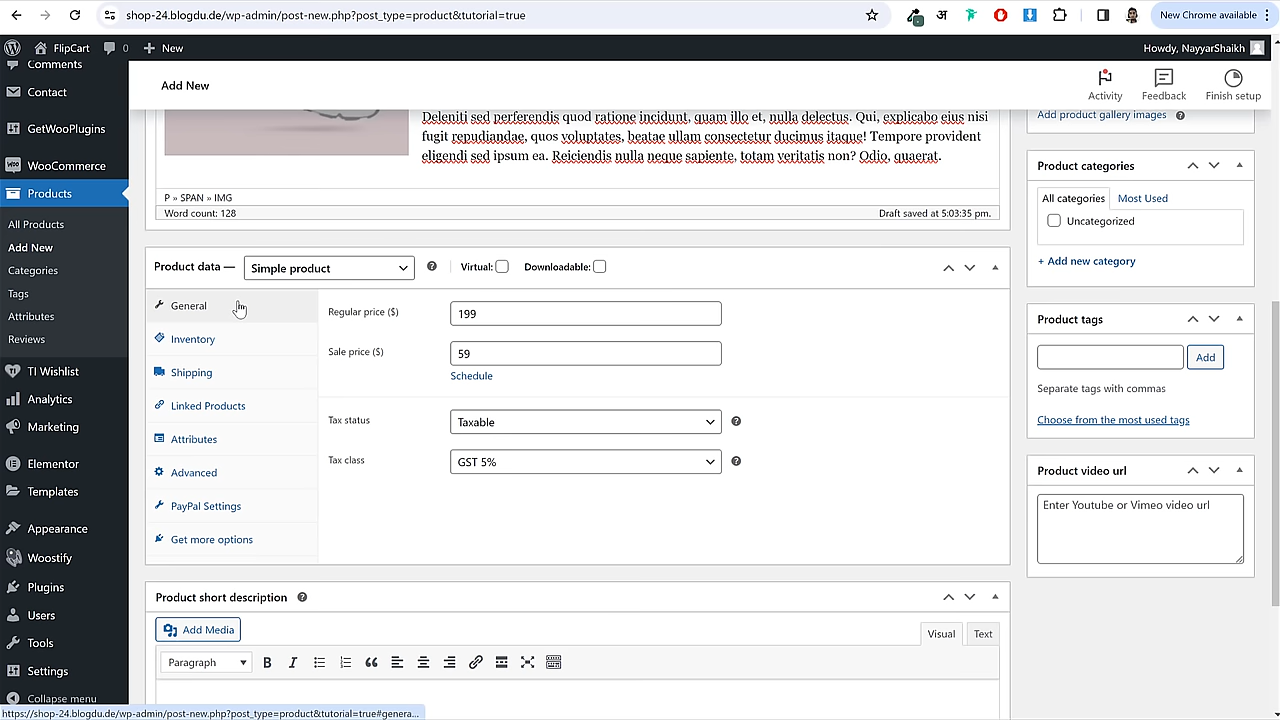 shop-24.blogdu.de/wp-admin/post-new.php?post_type=product&tutorial=true
अ
New Chrome available
FlipCart
0
New
Howdy, NayyarShaikh
Comments
Contact
GetWooPlugins
WooCommerce
Products
All Products
Add New
Categories
Tags
Attributes
Reviews
TI Wishlist
Analytics
Marketing
Elementor
Templates
Appearance
Woostify
Plugins
Users
Tools
Settings
Collapse menu
Add New
Activity
Feedback
Finish setup
Deleniti sed perferendis quod ratione incidunt, quam illo et, nulla delectus. Qui, explicabo eius nisi
fugit repudiandae, quos voluptates, beatae ullam consectetur ducimus itaque! Tempore provident
eligendi sed ipsum ea. Reiciendis nulla neque sapiente, totam veritatis non? Odio, quaerat.
P » SPAN » IMG
Word count: 128
Draft saved at 5:03:35 pm.
Product data —
Simple product
Virtual:
Downloadable:
General
Inventory
Shipping
Linked Products
Attributes
Advanced
PayPal Settings
Get more options
Regular price ($)
199
Sale price ($)
59
Schedule
Tax status
Taxable
Tax class
GST 5%
Product short description
Add Media
Visual
Text
Paragraph
Add product gallery images
Product categories
All categories
Most Used
Uncategorized
+ Add new category
Product tags
Add
Separate tags with commas
Choose from the most used tags
Product video url
Enter Youtube or Vimeo video url
https://shop-24.blogdu.de/wp-admin/post-new.php?post_type=product&tutorial=true#genera...